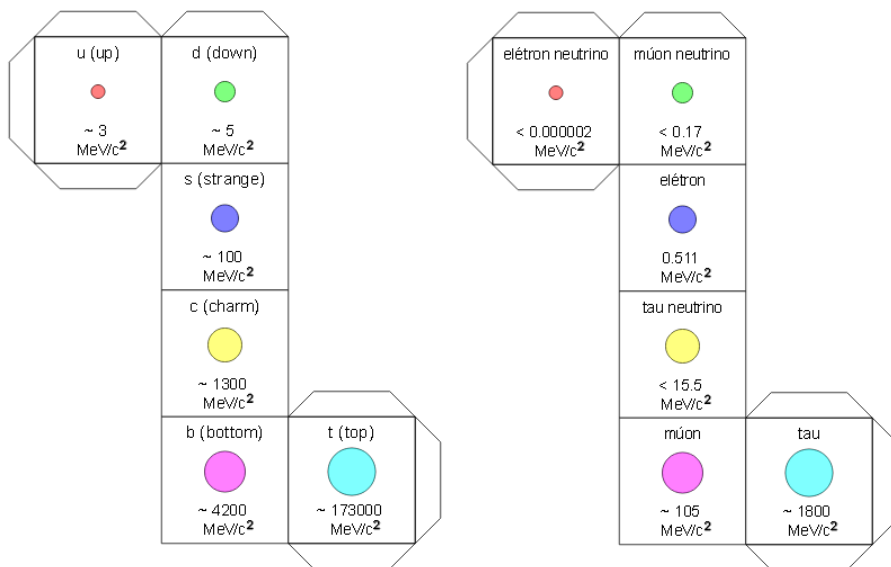 u (up)
~ 3
MeV/c²
d (down)
~ 5
MeV/c²
s (strange)
~ 100
MeV/c²
c (charm)
~ 1300
MeV/c²
b (bottom)
~ 4200
MeV/c²
t (top)
~ 173000
MeV/c²
elétron neutrino
< 0.000002
MeV/c²
múon neutrino
< 0.17
MeV/c²
elétron
0.511
MeV/c²
tau neutrino
< 15.5
MeV/c²
múon
~ 105
MeV/c²
tau
~ 1800
MeV/c²